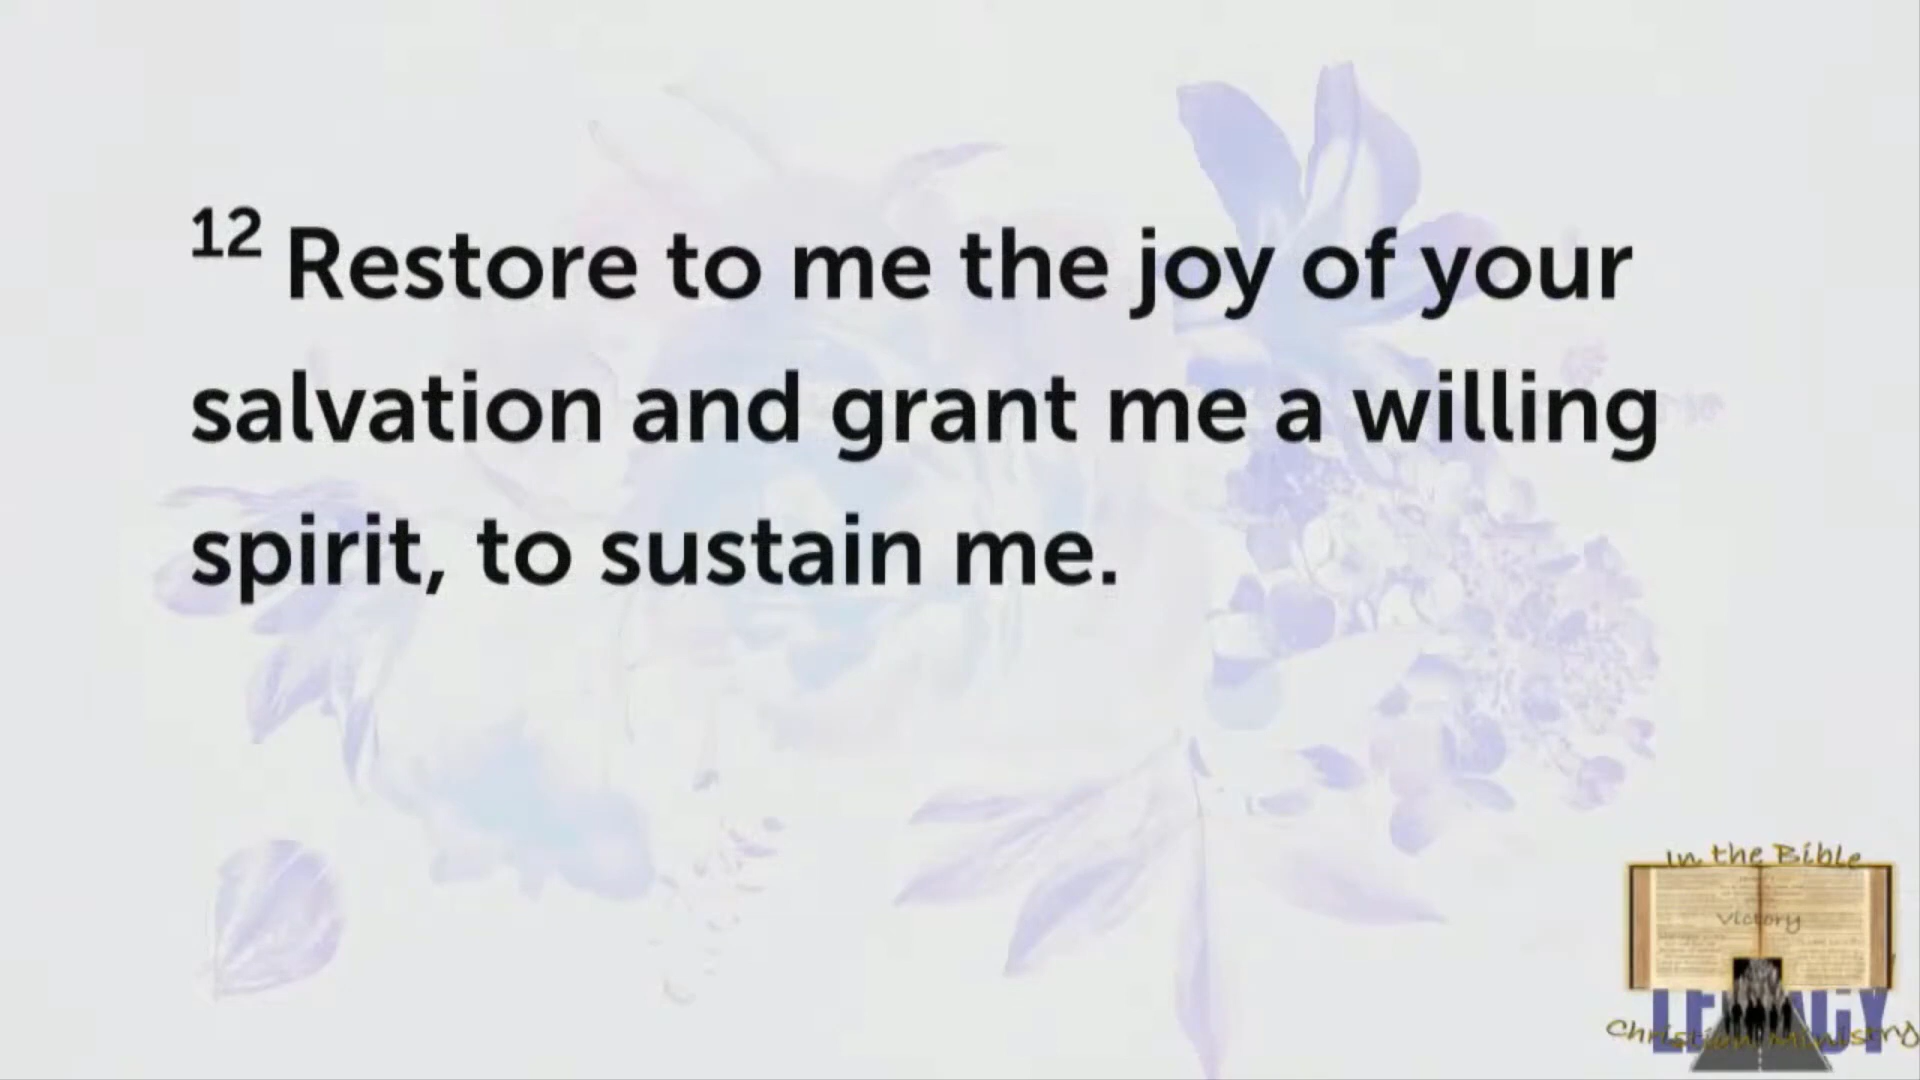 12 Restore to me the joy of your
salvation and grant me a willing
spirit, to sustain me.
In the Bible
Victory
LEGACY
Christian Ministry